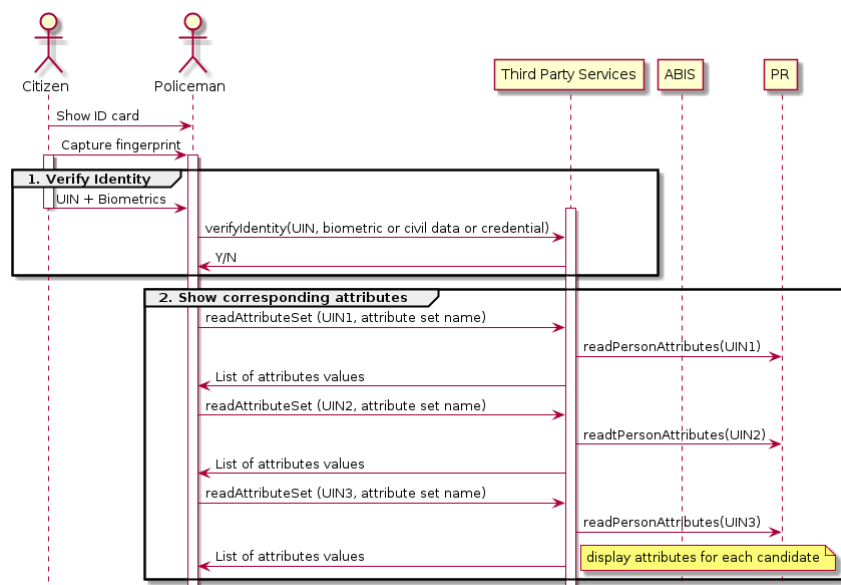 Citizen
Policeman
Third Party Services
ABIS
PR
Show ID card
Capture fingerprint
1. Verify Identity
UIN + Biometrics
verifyIdentity(UIN, biometric or civil data or credential)
Y/N
2. Show corresponding attributes
readAttributeSet (UIN1, attribute set name)
readPersonAttributes(UIN1)
List of attributes values
readAttributeSet (UIN2, attribute set name)
readtPersonAttributes(UIN2)
List of attributes values
readAttributeSet (UIN3, attribute set name)
readPersonAttributes(UIN3)
List of attributes values
display attributes for each candidate